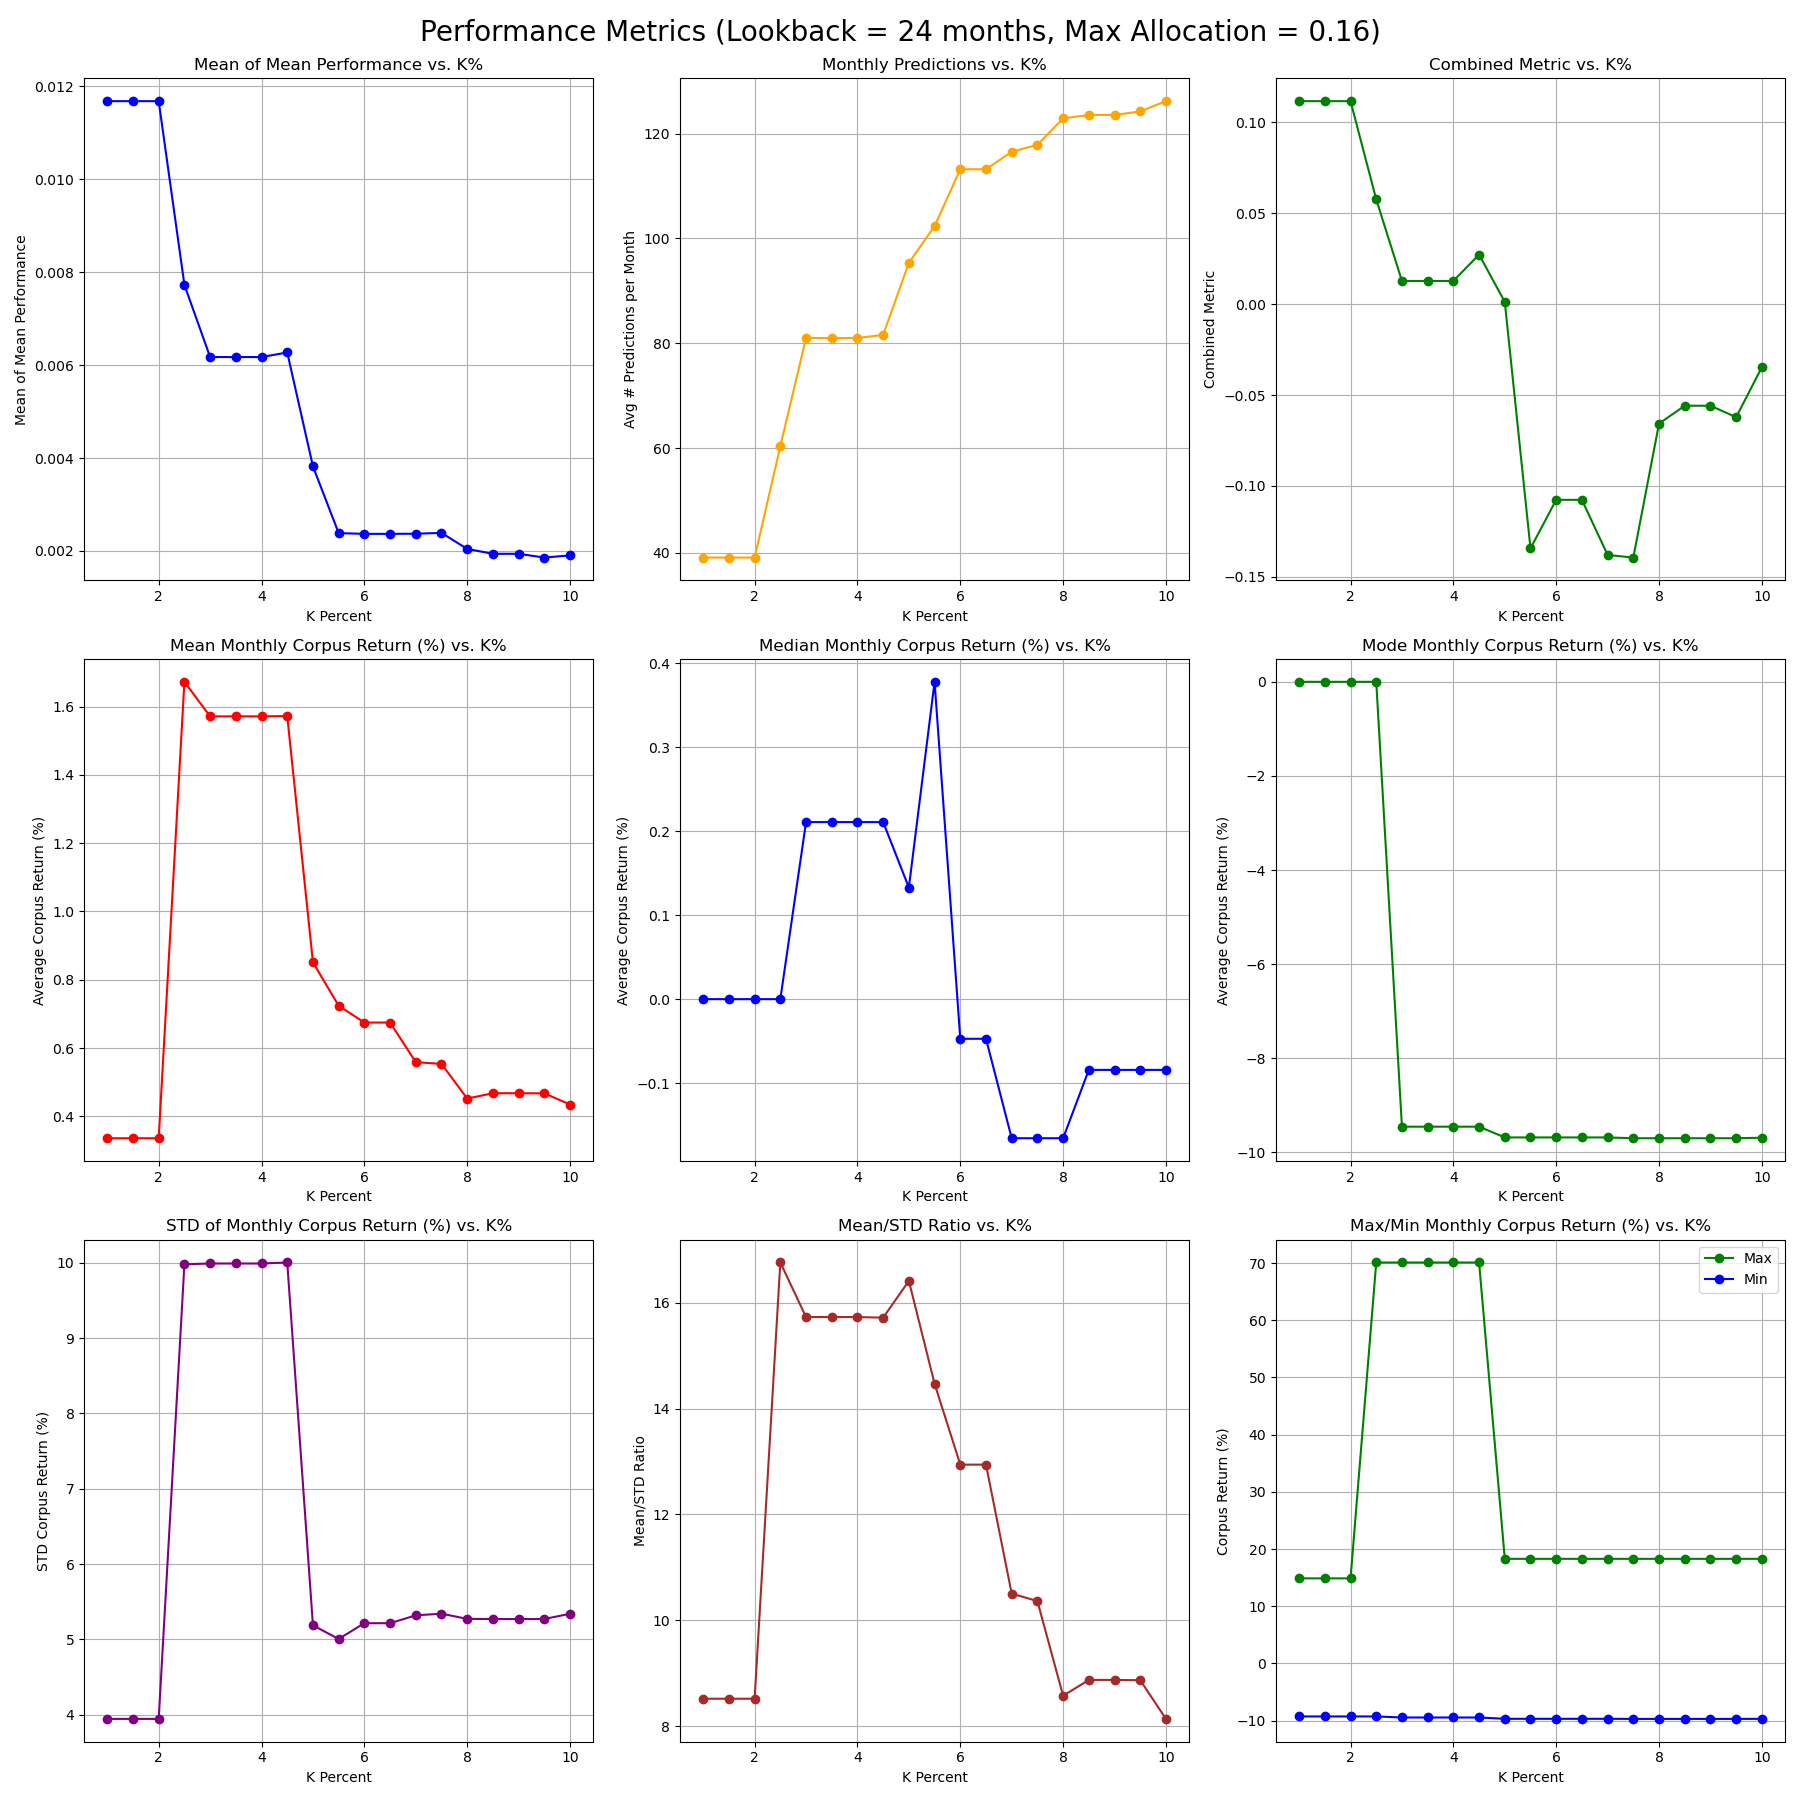 Performance Metrics (Lookback = 24 months, Max Allocation = 0.16)
Mean of Mean Performance vs. K%
Mean of Mean Performance
0.012
0.010
0.008
0.006
0.004
0.002
2 4 6 8 10
K Percent
Monthly Predictions vs. K%
Avg # Predictions per Month
120
100
80
60
40
2 4 6 8 10
K Percent
Combined Metric vs. K%
Combined Metric
0.10
0.05
0.00
−0.05
−0.10
−0.15
2 4 6 8 10
K Percent
Mean Monthly Corpus Return (%) vs. K%
Average Corpus Return (%)
1.6
1.4
1.2
1.0
0.8
0.6
0.4
2 4 6 8 10
K Percent
Median Monthly Corpus Return (%) vs. K%
Average Corpus Return (%)
0.4
0.3
0.2
0.1
0.0
−0.1
2 4 6 8 10
K Percent
Mode Monthly Corpus Return (%) vs. K%
Average Corpus Return (%)
0
−2
−4
−6
−8
−10
2 4 6 8 10
K Percent
STD of Monthly Corpus Return (%) vs. K%
STD Corpus Return (%)
10
9
8
7
6
5
4
2 4 6 8 10
K Percent
Mean/STD Ratio vs. K%
Mean/STD Ratio
16
14
12
10
8
2 4 6 8 10
K Percent
Max/Min Monthly Corpus Return (%) vs. K%
Corpus Return (%)
Max
Min
70
60
50
40
30
20
10
0
−10
2 4 6 8 10
K Percent